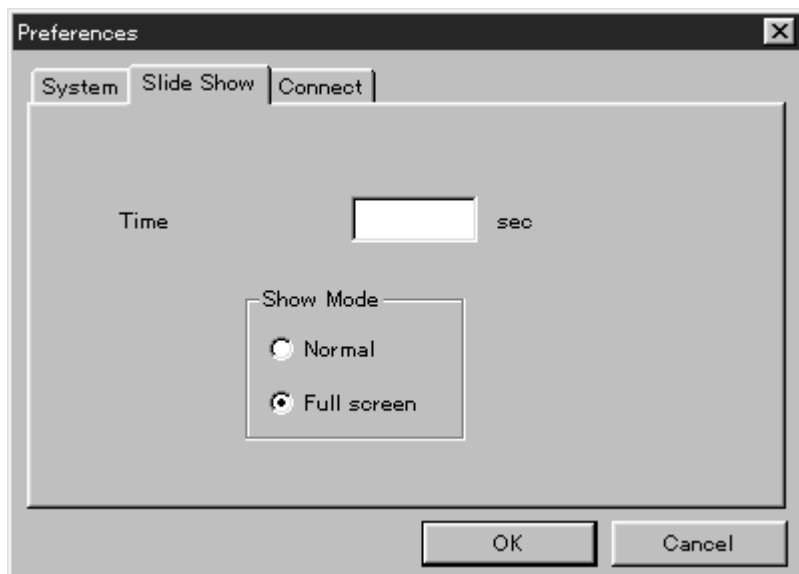 Preferences
System Slide Show Connect
Time sec
Show Mode
Normal
Full screen
OK Cancel